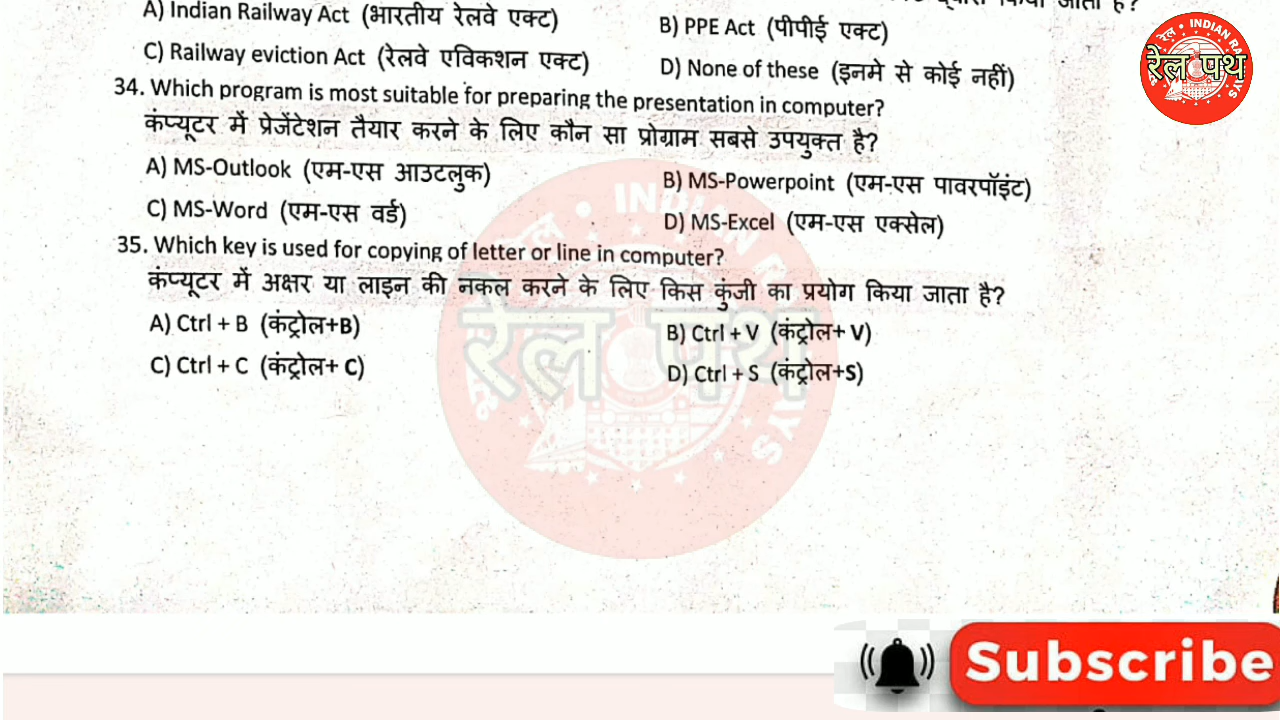 किया जाता है?
A) Indian Railway Act (भारतीय रेलवे एक्ट)
B) PPE Act (पीपीई एक्ट)
C) Railway eviction Act (रेलवे एविकशन एक्ट)
D) None of these (इनमे से कोई नहीं)
34. Which program is most suitable for preparing the presentation in computer?
कंप्यूटर में प्रेजेंटेशन तैयार करने के लिए कौन सा प्रोग्राम सबसे उपयुक्त है?
A) MS-Outlook (एम-एस आउटलुक)
B) MS-Powerpoint (एम-एस पावरपॉइंट)
C) MS-Word (एम-एस वर्ड)
D) MS-Excel (एम-एस एक्सेल)
35. Which key is used for copying of letter or line in computer?
कंप्यूटर में अक्षर या लाइन की नकल करने के लिए किस कुंजी का प्रयोग किया जाता है?
A) Ctrl + B (कंट्रोल+B)
B) Ctrl + V (कंट्रोल+ V)
C) Ctrl + C (कंट्रोल+ C)
D) Ctrl + S (कंट्रोल+S)
रेल पथ
रेल • INDIAN RAILWAYS
रेल पथ
Subscribe